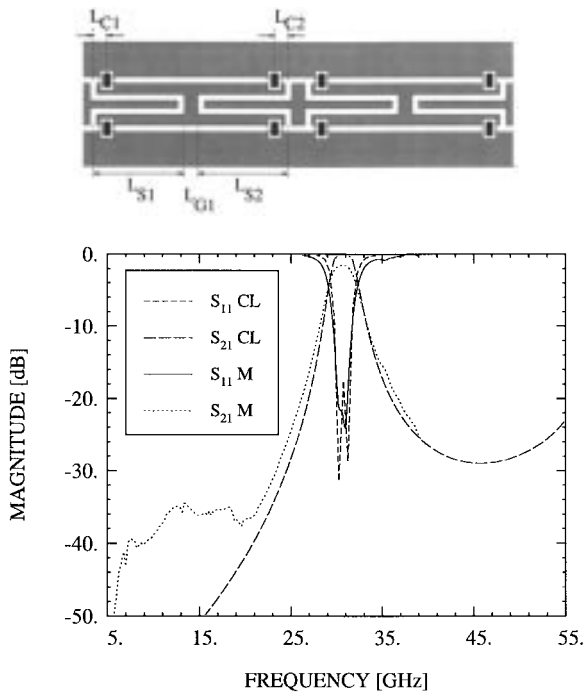 LC1 LC2
LS1 LG1 LS2
0.
-10.
-20.
-30.
-40.
-50.
MAGNITUDE [dB]
S11 CL
S21 CL
S11 M
S21 M
5. 15. 25. 35. 45. 55.
FREQUENCY [GHz]